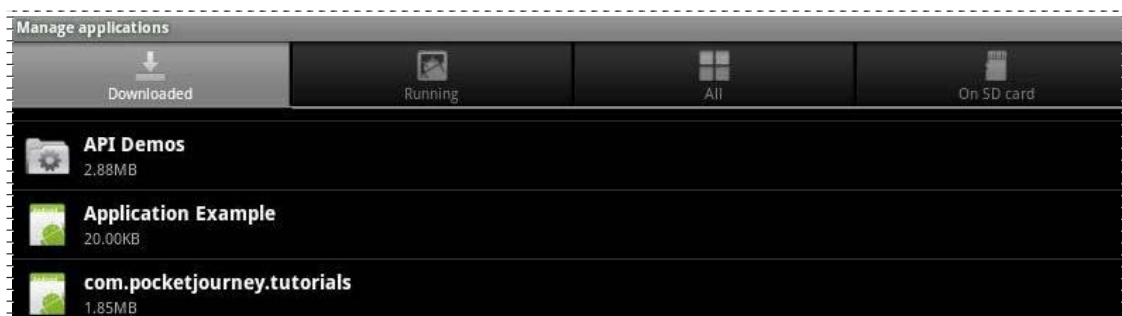 Manage applications
Downloaded
Running
All
On SD card
API Demos
2.88MB
Application Example
20.00KB
com.pocketjourney.tutorials
1.85MB